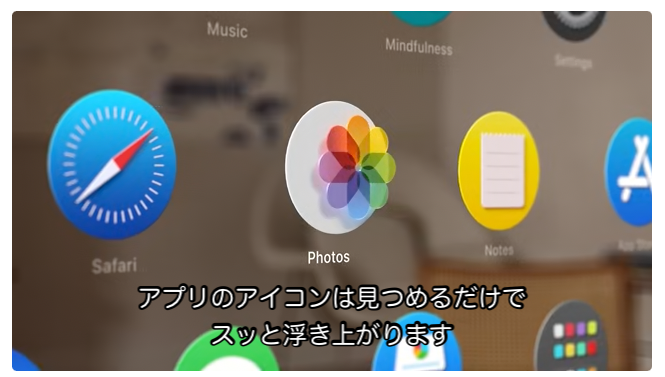 Music
Mindfulness
Settings
Safari
Photos
Notes
App Store
アプリのアイコンは見つめるだけで
スッと浮き上がります